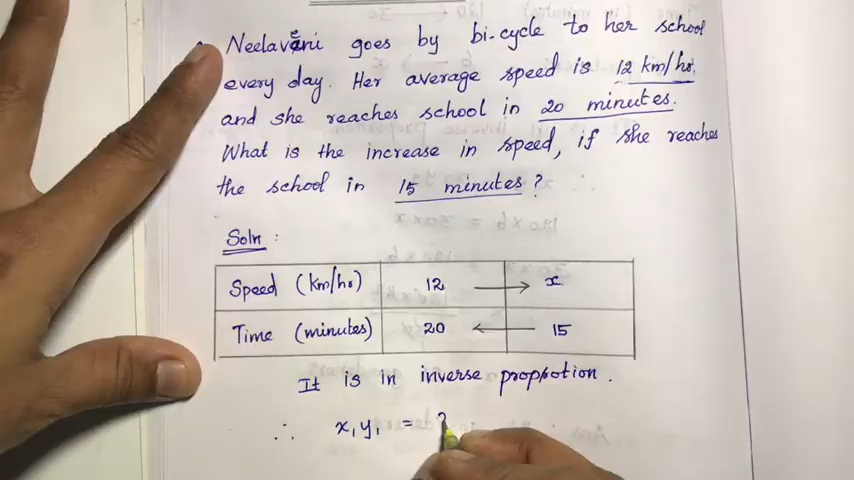 Neelaveni goes by bi-cycle to her school
every day. Her average speed is 12 km/hr.
and she reaches school in 20 minutes.
What is the increase in speed, if she reaches
the school in 15 minutes?
Soln :
Speed (km/hr) 12 → x
Time (minutes) 20 ← 15
It is in inverse proportion.
∴ x₁y₁ =